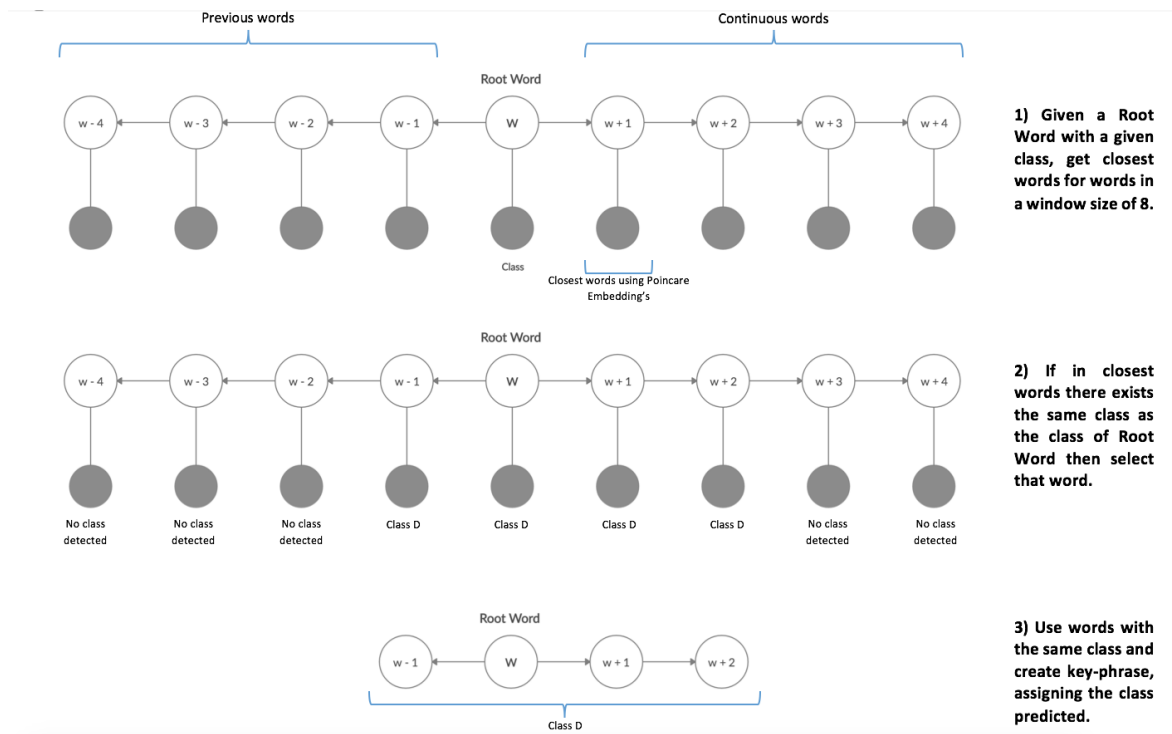 Previous words
Continuous words
Root Word
w - 4
w - 3
w - 2
w - 1
W
w + 1
w + 2
w + 3
w + 4
Class
Closest words using Poincare
Embedding's
1) Given a Root
Word with a given
class, get closest
words for words in
a window size of 8.
Root Word
w - 4
w - 3
w - 2
w - 1
W
w + 1
w + 2
w + 3
w + 4
No class
detected
No class
detected
No class
detected
Class D
Class D
Class D
Class D
No class
detected
No class
detected
2) If in closest
words there exists
the same class as
the class of Root
Word then select
that word.
Root Word
w - 1
W
w + 1
w + 2
Class D
3) Use words with
the same class and
create key-phrase,
assigning the class
predicted.